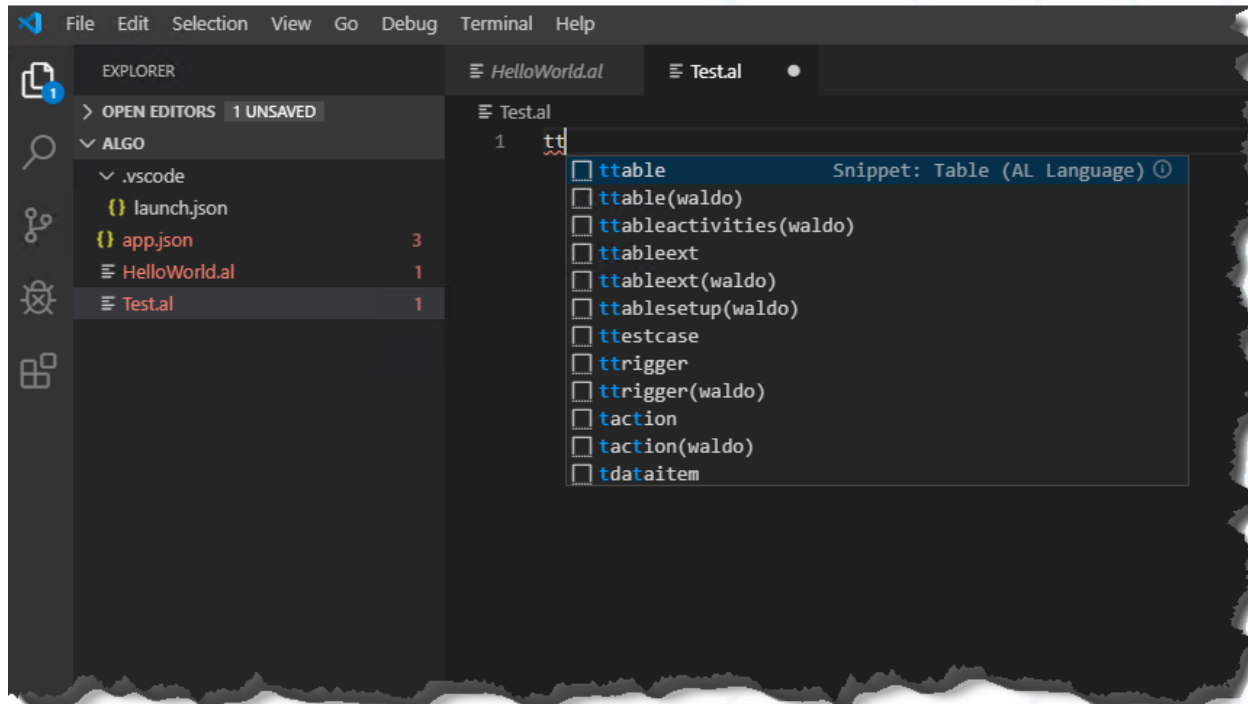 File Edit Selection View Go Debug Terminal Help
EXPLORER
OPEN EDITORS 1 UNSAVED
ALGO
.vscode
{} launch.json
{} app.json 3
HelloWorld.al 1
Test.al 1
1
HelloWorld.al Test.al
Test.al
1 tt
ttable Snippet: Table (AL Language)
ttable(waldo)
ttableactivities(waldo)
ttableext
ttableext(waldo)
ttablesetup(waldo)
ttestcase
ttrigger
ttrigger(waldo)
taction
taction(waldo)
tdataitem